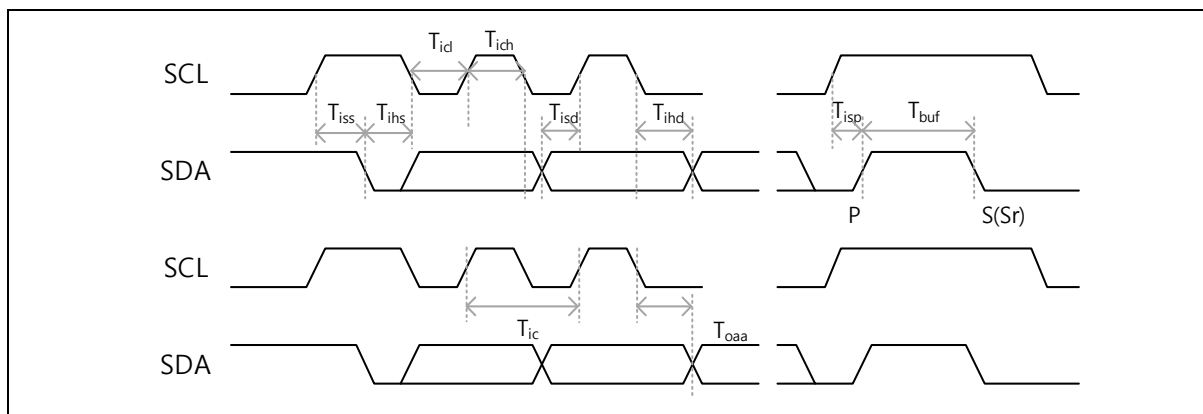 T_icl T_ich
SCL
T_iss T_ihs T_isd T_ihd T_isp T_buf
SDA
P S(Sr)
SCL
T_ic T_oaa
SDA